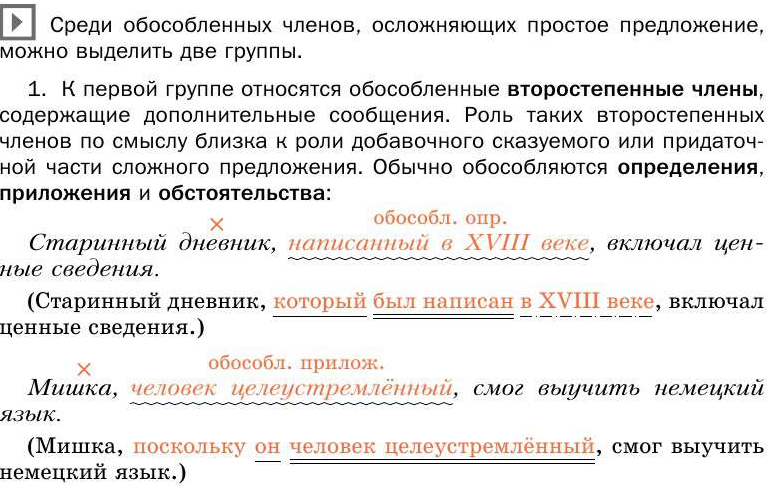 Среди обособленных членов, осложняющих простое предложение,
можно выделить две группы.
1. К первой группе относятся обособленные второстепенные члены,
содержащие дополнительные сообщения. Роль таких второстепенных
членов по смыслу близка к роли добавочного сказуемого или придаточ-
ной части сложного предложения. Обычно обособляются определения,
приложения и обстоятельства:
обособл. опр.
Старинный дневник, написанный в XVIII веке, включал цен-
ные сведения.
(Старинный дневник, который был написан в XVIII веке, включал
ценные сведения.)
обособл. прилож.
Мишка, человек целеустремлённый, смог выучить немецкий
язык.
(Мишка, поскольку он человек целеустремлённый, смог выучить
немецкий язык.)